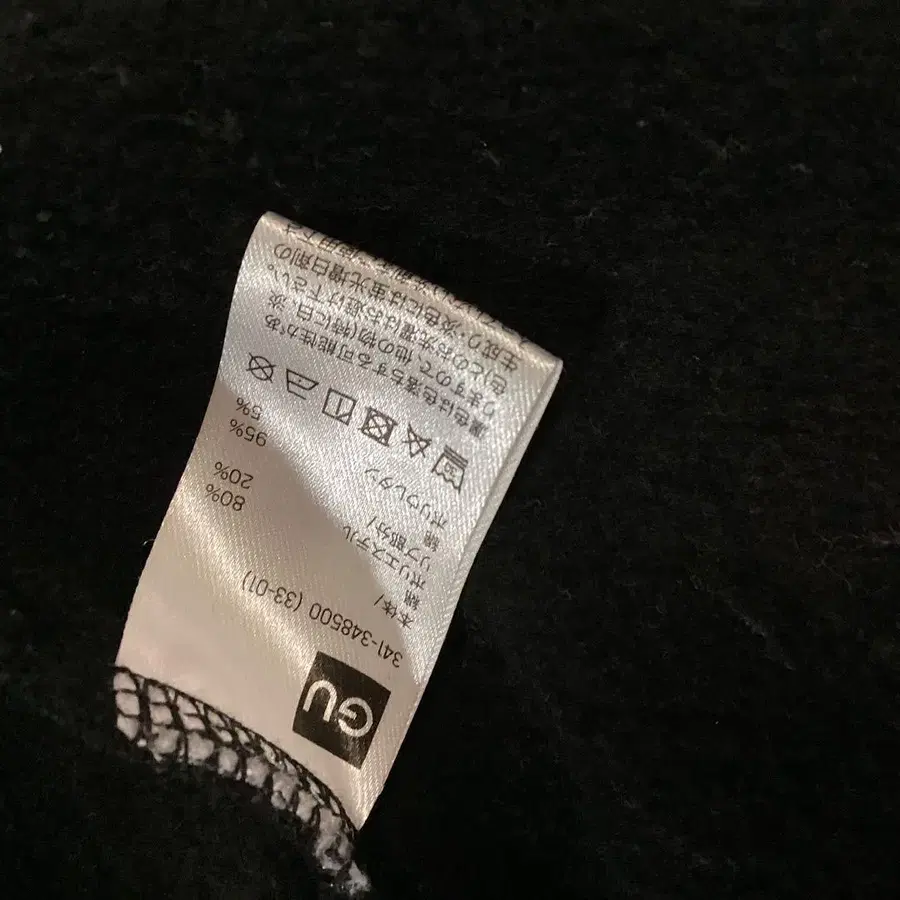 GU
341-348500 (33-01)
本体/
綿 80%
ポリエステル 20%
リブ部分/
綿 95%
ポリウレタン 5%
濃色は色落ちする可能性があ
りますので、他の物(特に白・淡
色)とのお洗濯はお避け下さい。
生成り・淡色には蛍光増白剤の